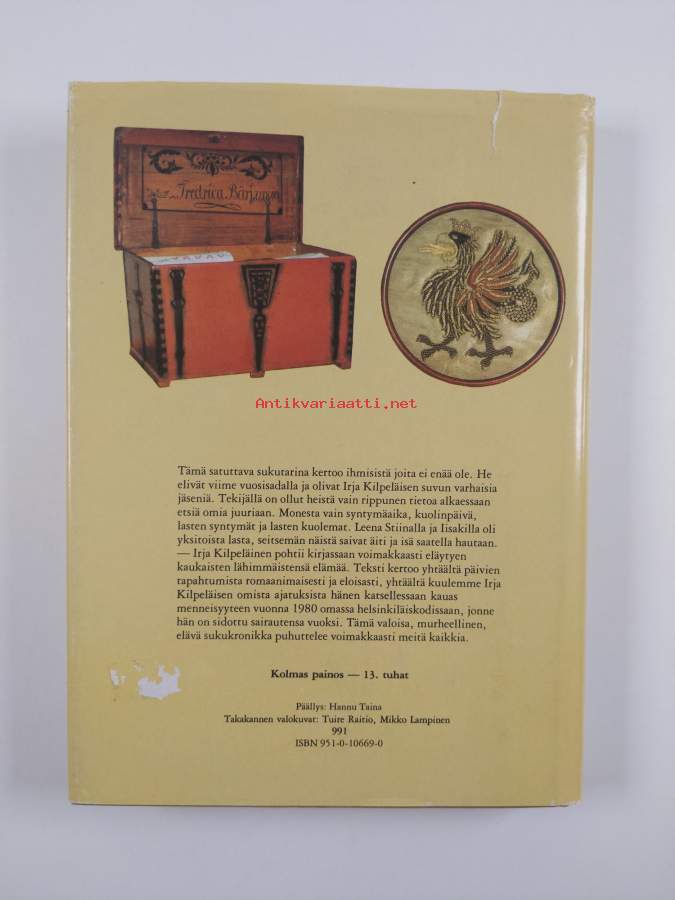 Fredrica Bärjman
Antikvariaatti.net
Tämä satuttava sukutarina kertoo ihmisistä joita ei enää ole. He
elivät viime vuosisadalla ja olivat Irja Kilpeläisen suvun varhaisia
jäseniä. Tekijällä on ollut heistä vain rippunen tietoa alkaessaan
etsiä omia juuriaan. Monesta vain syntymäaika, kuolinpäivä,
lasten syntymät ja lasten kuolemat. Leena Stiinalla ja Iisakilla oli
yksitoista lasta, seitsemän näistä saivat äiti ja isä saatella hautaan.
— Irja Kilpeläinen pohtii kirjassaan voimakkaasti eläytyen
kaukaisten lähimmäistensä elämää. Teksti kertoo yhtäältä päivien
tapahtumista romaanimaisesti ja eloisasti, yhtäältä kuulemme Irja
Kilpeläisen omista ajatuksista hänen katsellessaan kauas
menneisyyteen vuonna 1980 omassa helsinkiläiskodissaan, jonne
hän on sidottu sairautensa vuoksi. Tämä valoisa, murheellinen,
elävä sukukronikka puhuttelee voimakkaasti meitä kaikkia.
Kolmas painos — 13. tuhat
Päällys: Hannu Taina
Takakannen valokuvat: Tuire Raitio, Mikko Lampinen
991
ISBN 951-0-10669-0